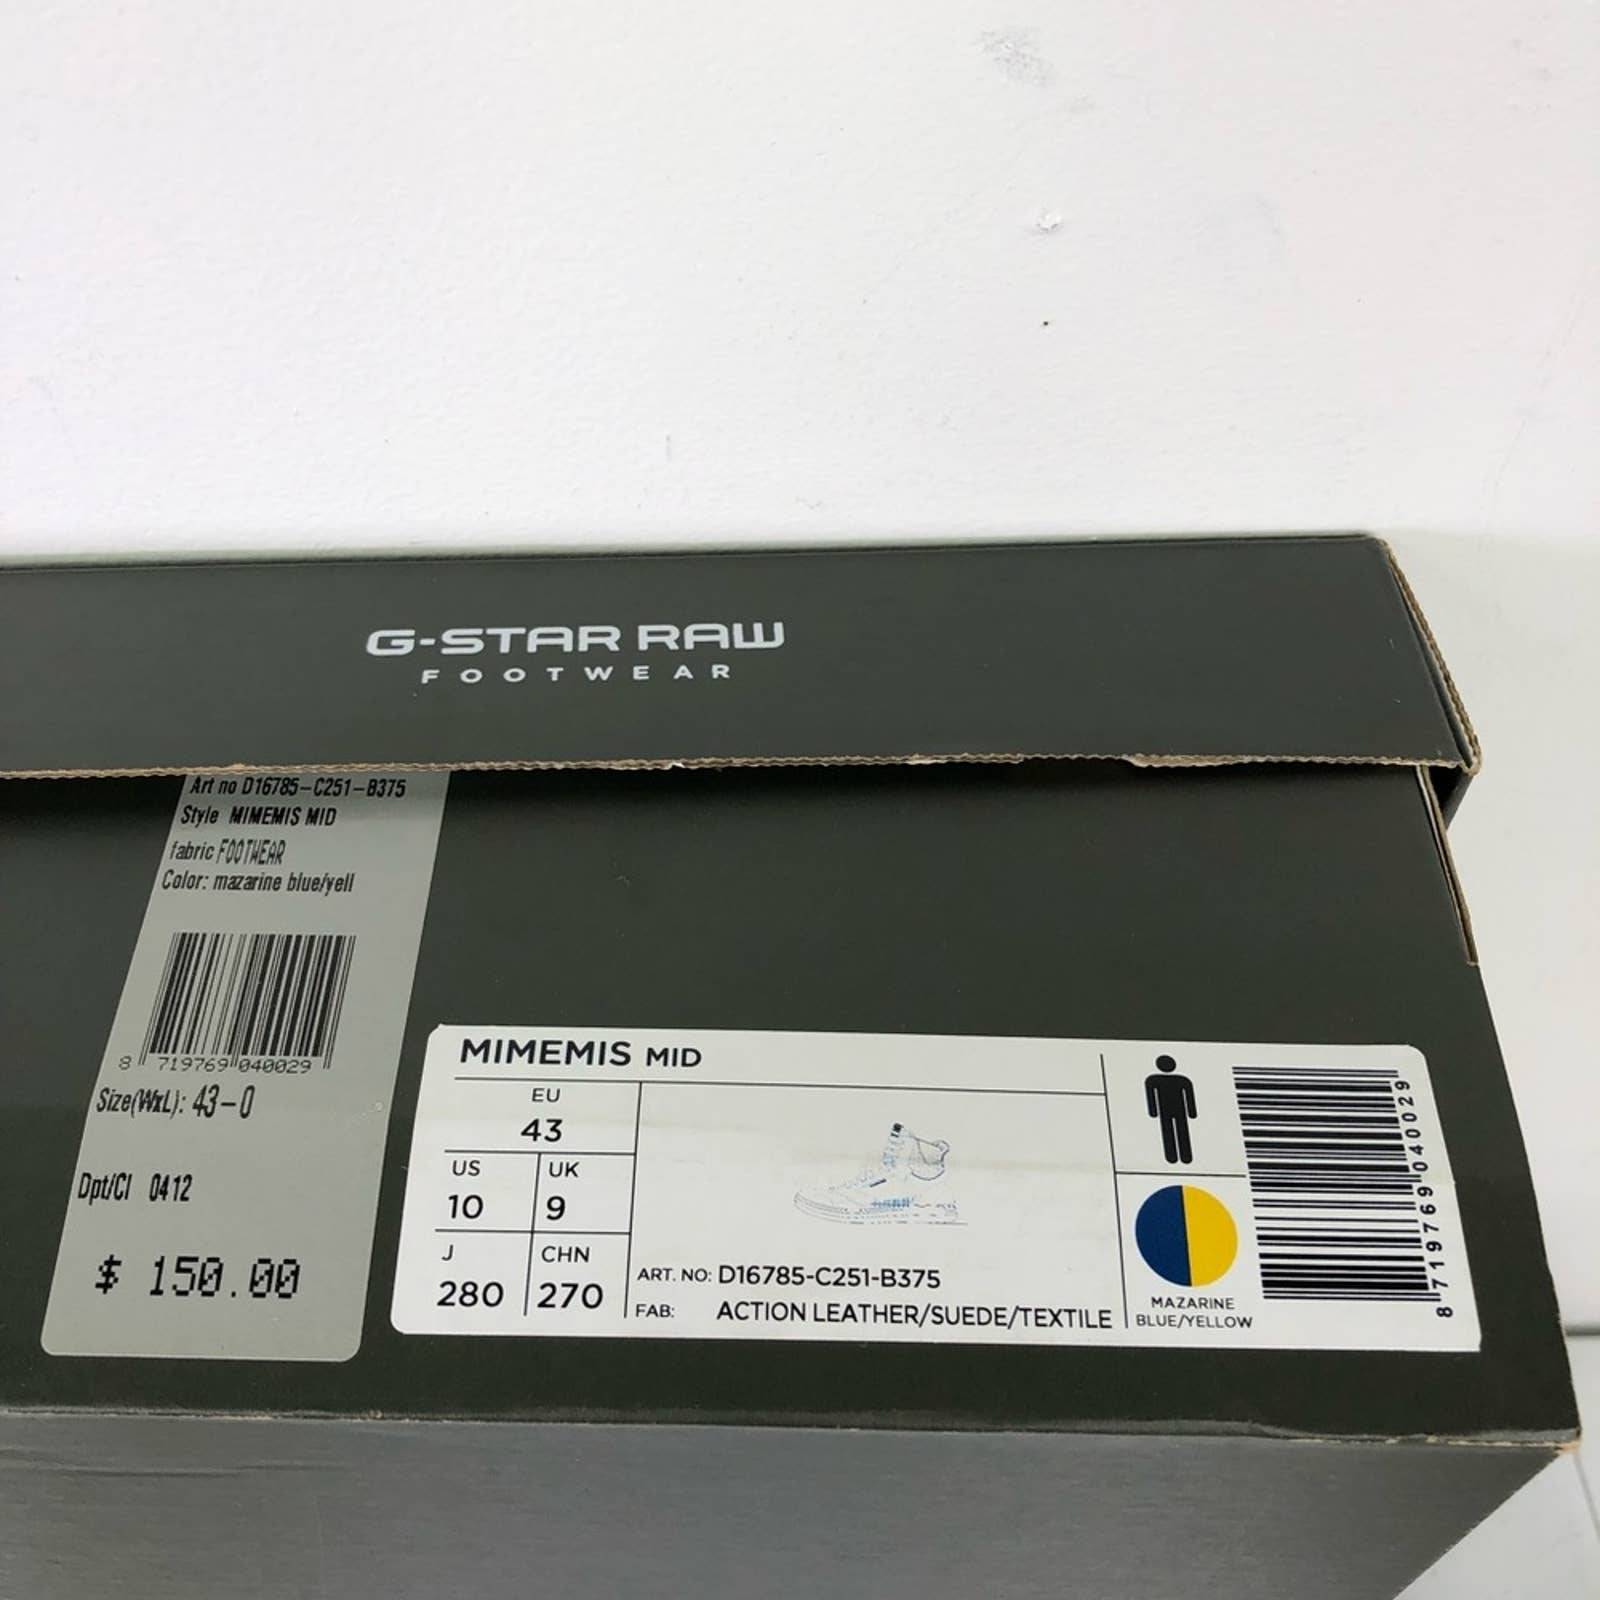 G-STAR RAW
FOOTWEAR
Art no D16785-C251-B375
Style MIMEMIS MID
fabric FOOTWEAR
Color: mazarine blue/yell
8 719769 040029
Size(WxL): 43-0
Dpt/Cl 0412
$ 150.00
MIMEMIS MID
EU
43
US UK
10 9
J CHN
280 270
ART. NO: D16785-C251-B375
FAB: ACTION LEATHER/SUEDE/TEXTILE
MAZARINE
BLUE/YELLOW
8 719769 040029